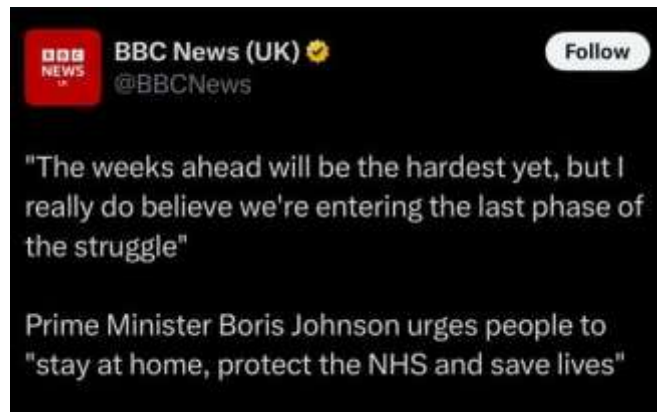 BBC
NEWS
UK
BBC News (UK)
Follow
@BBCNews
"The weeks ahead will be the hardest yet, but I
really do believe we're entering the last phase of
the struggle"
Prime Minister Boris Johnson urges people to
"stay at home, protect the NHS and save lives"